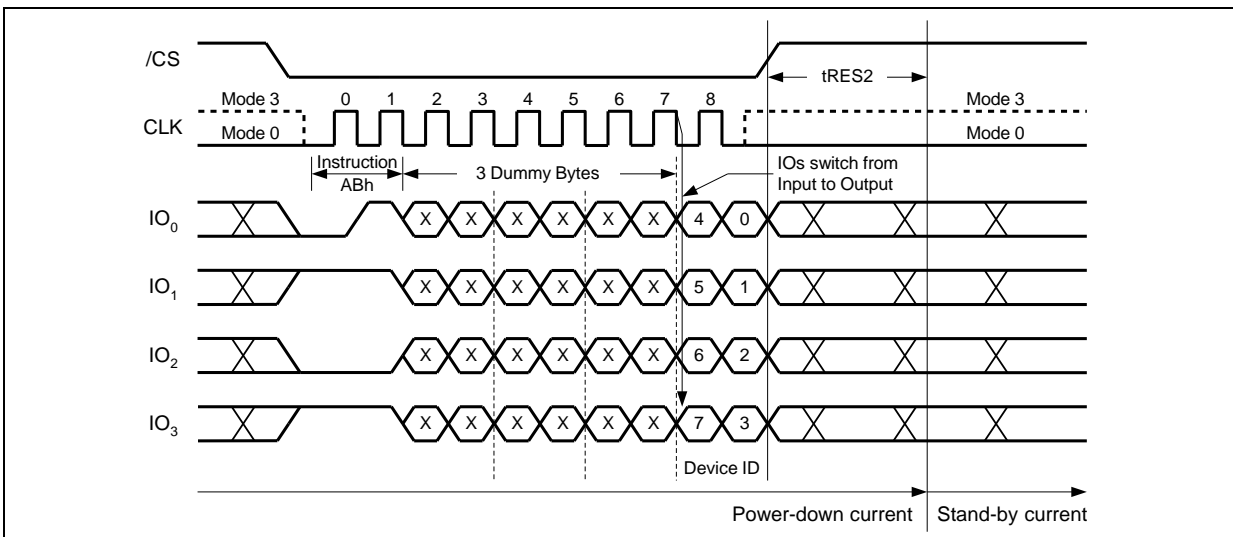 /CS
tRES2
0 1 2 3 4 5 6 7 8
Mode 3 Mode 3
CLK
Mode 0 Mode 0
Instruction
ABh
3 Dummy Bytes
IOs switch from
Input to Output
IO0 X X X X X X 4 0
IO1 X X X X X X 5 1
IO2 X X X X X X 6 2
IO3 X X X X X X 7 3
Device ID
Power-down current Stand-by current